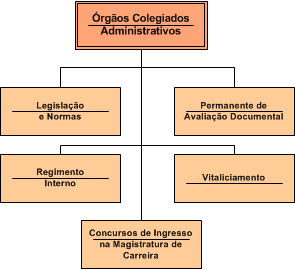 Órgãos Colegiados
Administrativos
Legislação
e Normas
Permanente de
Avaliação Documental
Regimento
Interno
Vitaliciamento
Concursos de Ingresso
na Magistratura de
Carreira